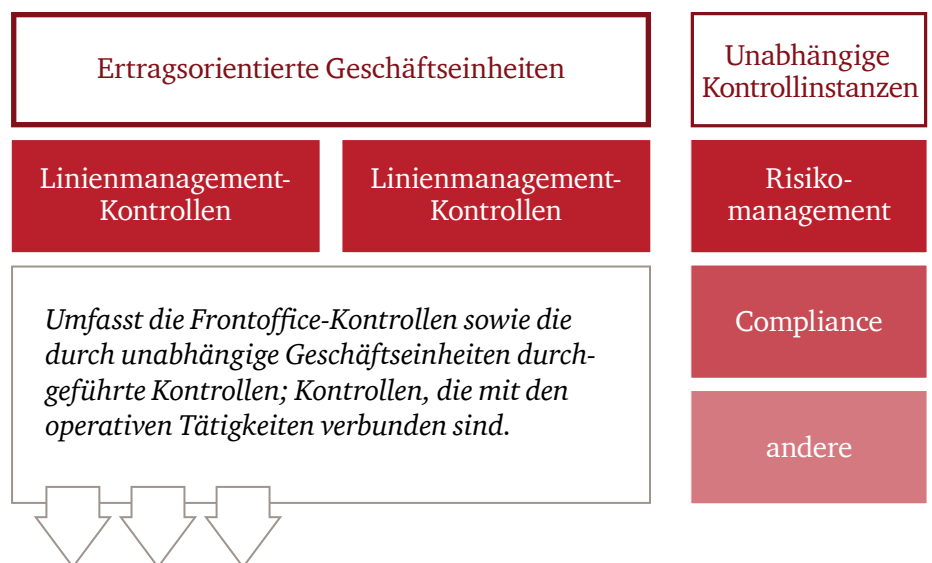 Ertragsorientierte Geschäftseinheiten
Unabhängige
Kontrollinstanzen
Linienmanagement-
Kontrollen
Linienmanagement-
Kontrollen
Risiko-
management
Umfasst die Frontoffice-Kontrollen sowie die
durch unabhängige Geschäftseinheiten durch-
geführte Kontrollen; Kontrollen, die mit den
operativen Tätigkeiten verbunden sind.
Compliance
andere